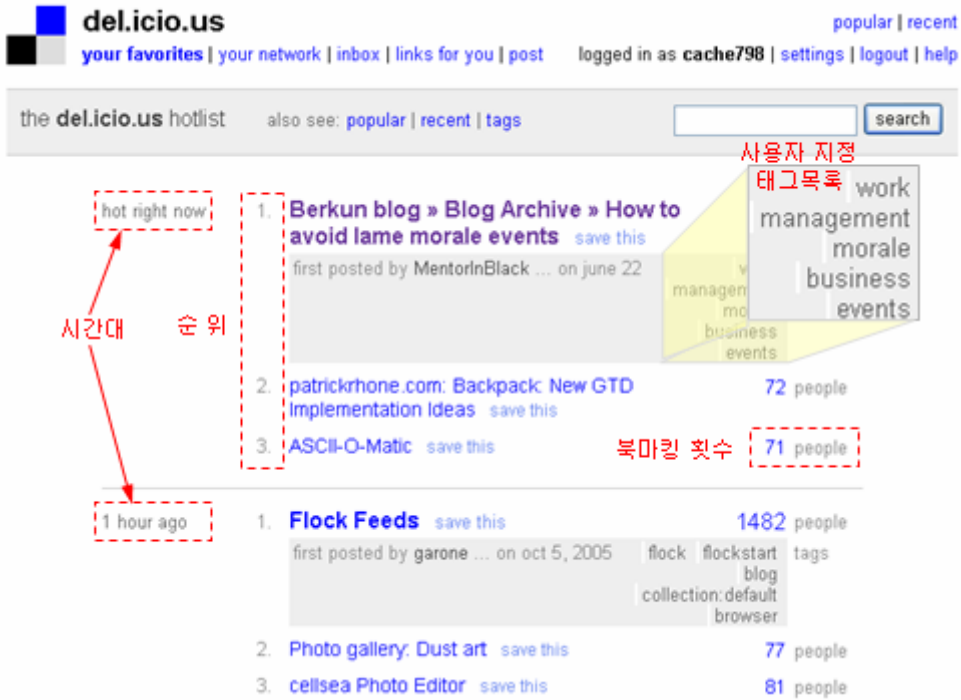 del.icio.us
popular | recent
your favorites | your network | inbox | links for you | post
logged in as cache798 | settings | logout | help
the del.icio.us hotlist
also see: popular | recent | tags
search
사용자 지정
태그목록
work
management
morale
business
events
hot right now
시간대
순 위
1. Berkun blog » Blog Archive » How to
avoid lame morale events save this
first posted by MentorInBlack ... on june 22
business
events
2. patrickrhone.com: Backpack: New GTD
Implementation Ideas save this
72 people
3. ASCII-O-Matic save this
북마킹 횟수
71 people
1 hour ago
1. Flock Feeds save this
1482 people
first posted by garone ... on oct 5, 2005
flock flockstart
blog
collection:default
browser
tags
2. Photo gallery: Dust art save this
77 people
3. cellsea Photo Editor save this
81 people